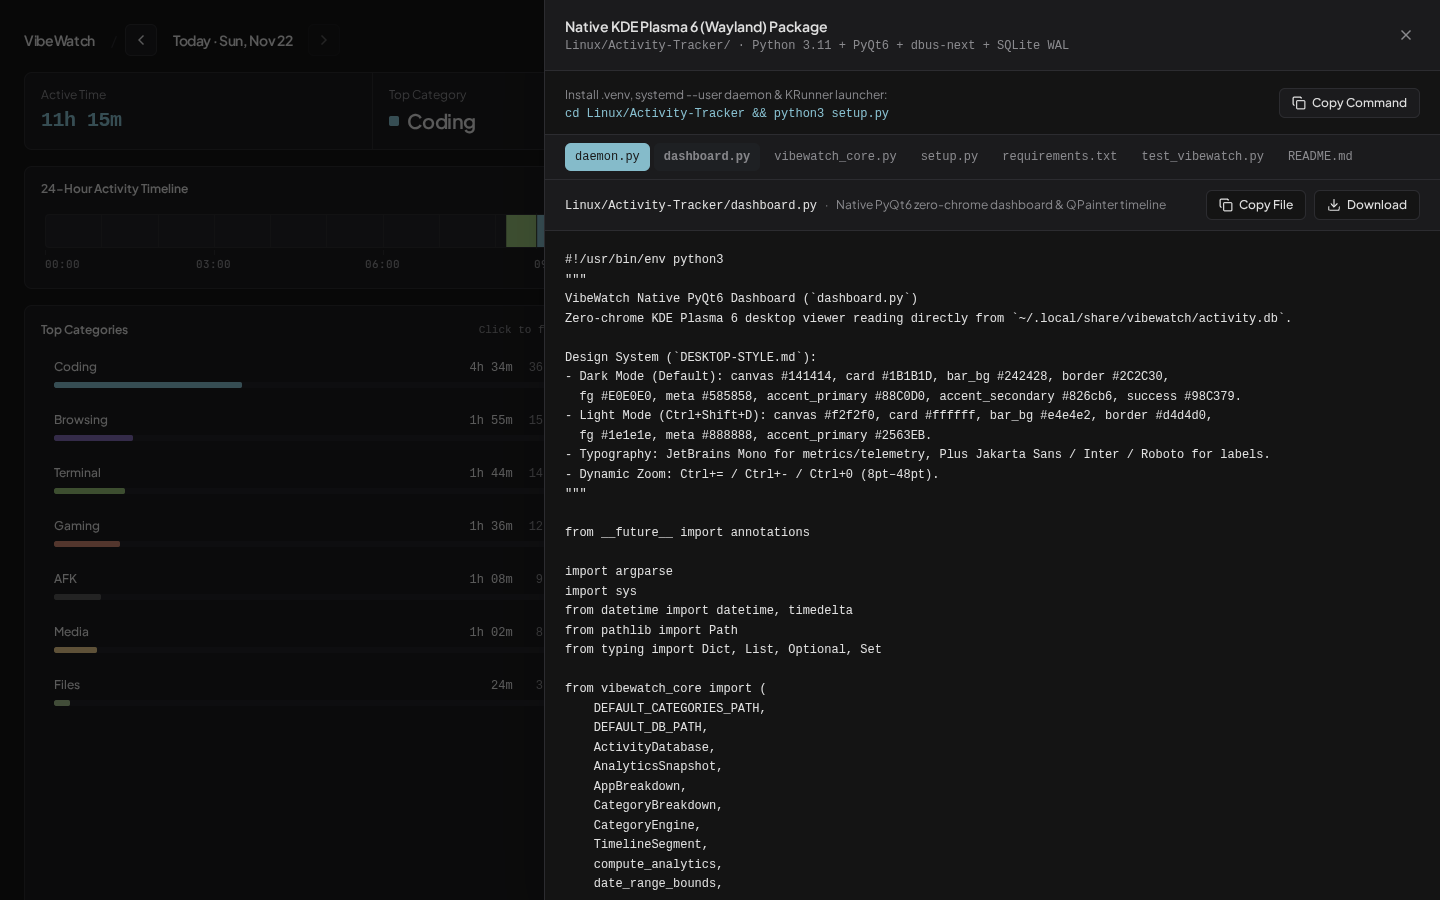 VibeWatch / Today · Sun, Nov 22
Active Time
11h 15m
Top Category
Coding
24-Hour Activity Timeline
00:00 03:00 06:00 09
Top Categories Click to f
Coding 4h 34m 36
Browsing 1h 55m 15
Terminal 1h 44m 14
Gaming 1h 36m 12
AFK 1h 08m 9
Media 1h 02m 8
Files 24m 3
Native KDE Plasma 6 (Wayland) Package
Linux/Activity-Tracker/ · Python 3.11 + PyQt6 + dbus-next + SQLite WAL
Install .venv, systemd --user daemon & KRunner launcher:
cd Linux/Activity-Tracker && python3 setup.py
Copy Command
daemon.py dashboard.py vibewatch_core.py setup.py requirements.txt test_vibewatch.py README.md
Linux/Activity-Tracker/dashboard.py · Native PyQt6 zero-chrome dashboard & QPainter timeline
Copy File Download
#!/usr/bin/env python3
"""
VibeWatch Native PyQt6 Dashboard (`dashboard.py`)
Zero-chrome KDE Plasma 6 desktop viewer reading directly from `~/.local/share/vibewatch/activity.db`.
Design System (`DESKTOP-STYLE.md`):
- Dark Mode (Default): canvas #141414, card #1B1B1D, bar_bg #242428, border #2C2C30,
fg #E0E0E0, meta #585858, accent_primary #88C0D0, accent_secondary #826cb6, success #98C379.
- Light Mode (Ctrl+Shift+D): canvas #f2f2f0, card #ffffff, bar_bg #e4e4e2, border #d4d4d0,
fg #1e1e1e, meta #888888, accent_primary #2563EB.
- Typography: JetBrains Mono for metrics/telemetry, Plus Jakarta Sans / Inter / Roboto for labels.
- Dynamic Zoom: Ctrl+= / Ctrl+- / Ctrl+0 (8pt–48pt).
"""
from __future__ import annotations
import argparse
import sys
from datetime import datetime, timedelta
from pathlib import Path
from typing import Dict, List, Optional, Set
from vibewatch_core import (
DEFAULT_CATEGORIES_PATH,
DEFAULT_DB_PATH,
ActivityDatabase,
AnalyticsSnapshot,
AppBreakdown,
CategoryBreakdown,
CategoryEngine,
TimelineSegment,
compute_analytics,
date_range_bounds,